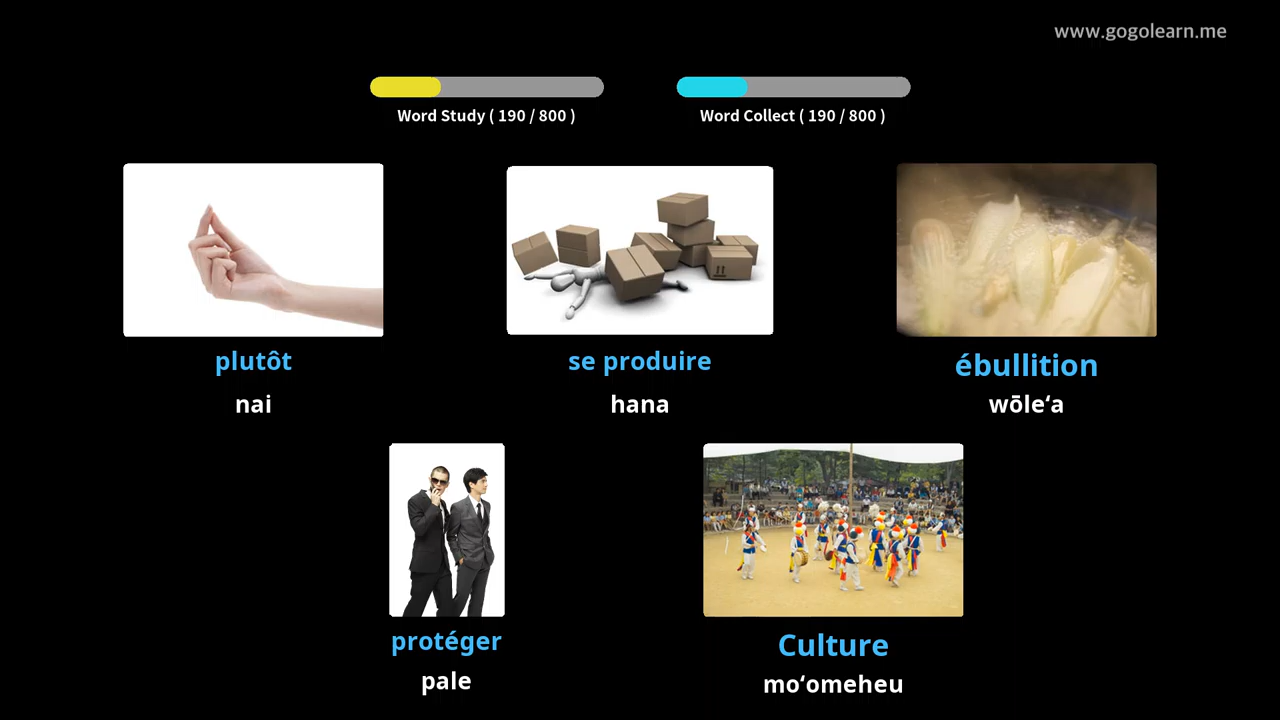 www.gogolearn.me
Word Study ( 190 / 800 )
Word Collect ( 190 / 800 )
plutôt
nai
se produire
hana
ébullition
wōleʻa
protéger
pale
Culture
moʻomeheu